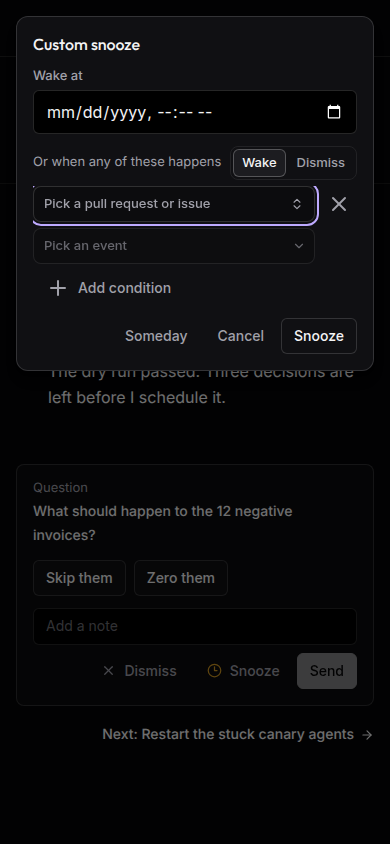 Custom snooze
Wake at
mm/dd/yyyy, --:-- --
Or when any of these happens
Wake
Dismiss
Pick a pull request or issue
Pick an event
Add condition
Someday
Cancel
Snooze
The dry run passed. Three decisions are
left before I schedule it.
Question
What should happen to the 12 negative
invoices?
Skip them
Zero them
Add a note
Dismiss
Snooze
Send
Next: Restart the stuck canary agents →